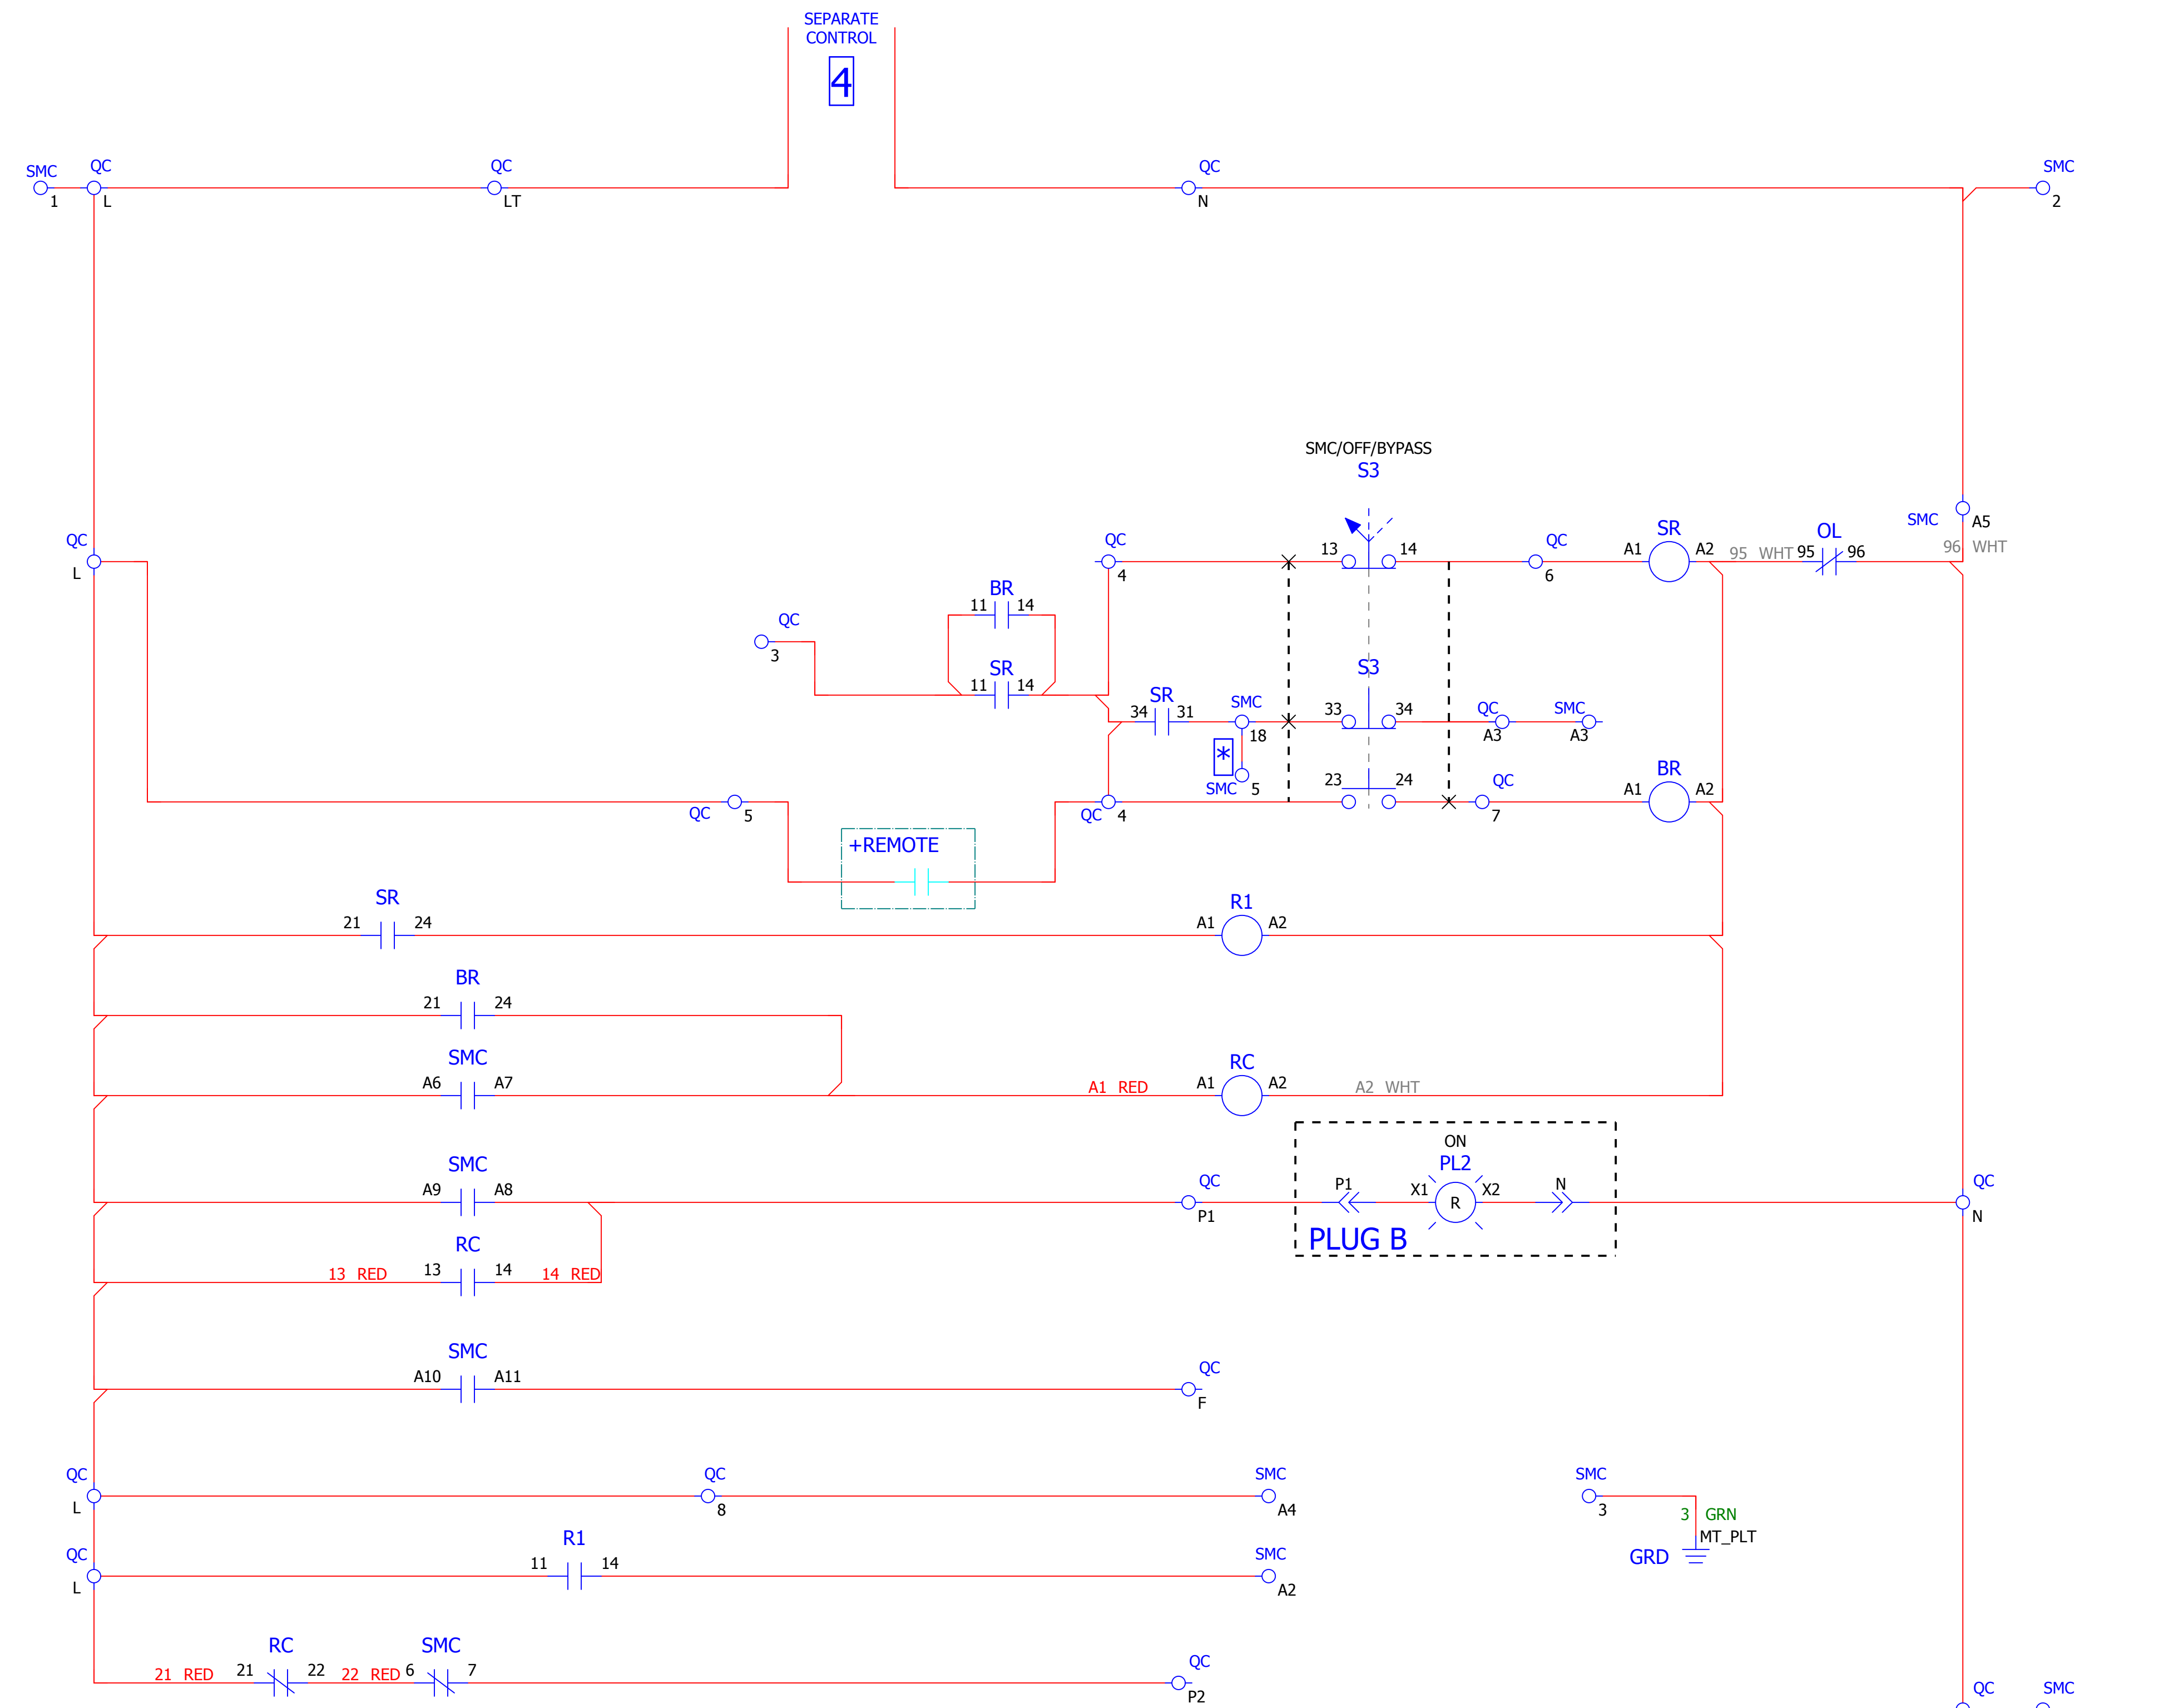 SEPARATE
CONTROL
4
SMC
QC
QC
QC
SMC
1
L
LT
N
2
SMC/OFF/BYPASS
S3
SMC
A5
QC
L
QC
4
13
14
QC
6
SR
A1
A2
95 WHT
OL
95
96
96 WHT
BR
11
14
QC
3
SR
11
14
SR
34
31
SMC
18
*
SMC
5
S3
33
34
QC
A3
SMC
A3
QC
5
QC
4
23
24
QC
7
BR
A1
A2
+REMOTE
SR
21
24
R1
A1
A2
BR
21
24
SMC
A6
A7
A1 RED
RC
A1
A2
A2 WHT
SMC
A9
A8
QC
P1
ON
PL2
P1
X1
R
X2
N
PLUG B
QC
N
RC
13 RED
13
14
14 RED
SMC
A10
A11
QC
F
QC
L
QC
8
SMC
A4
SMC
3
3 GRN
MT_PLT
GRD
QC
L
R1
11
14
SMC
A2
RC
21 RED
21
22
22 RED
SMC
6
7
QC
P2
QC
SMC